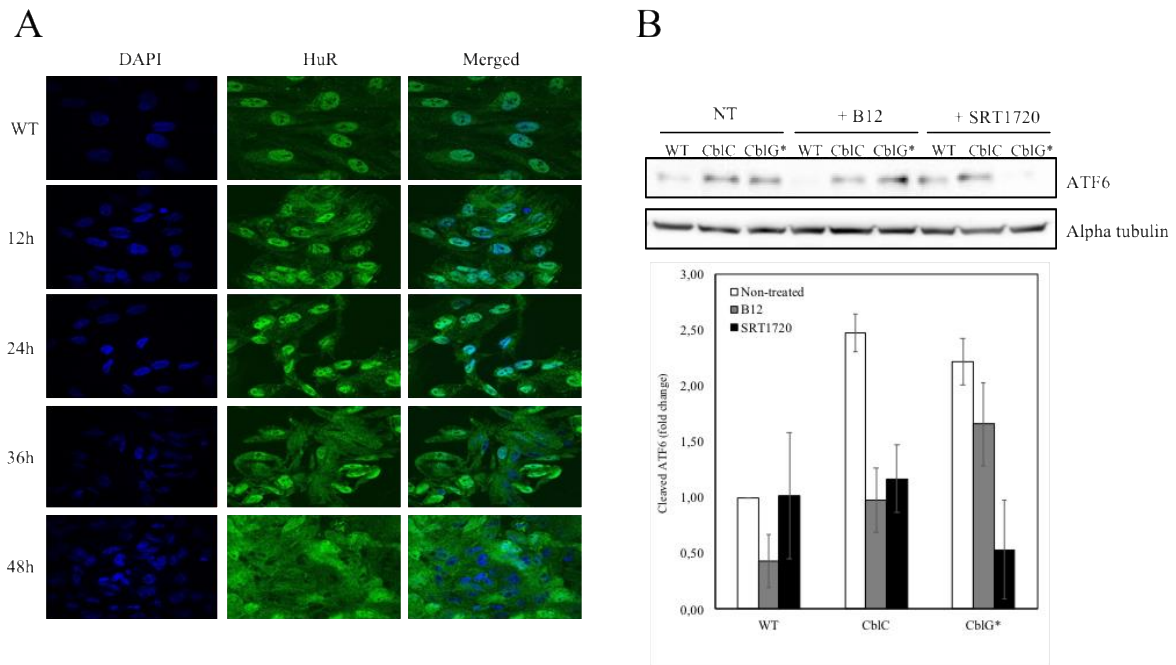 A
DAPI HuR Merged
WT
12h
24h
36h
48h
B
NT + B12 + SRT1720
WT CblC CblG* WT CblC CblG* WT CblC CblG*
ATF6
Alpha tubulin
3,00
2,50
2,00
1,50
1,00
0,50
0,00
Cleaved ATF6 (fold change)
Non-treated
B12
SRT1720
WT CblC CblG*